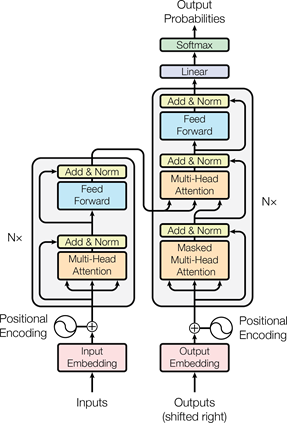 Output
Probabilities
Softmax
Linear
Add & Norm
Feed
Forward
Add & Norm
Multi-Head
Attention
Add & Norm
Masked
Multi-Head
Attention
Nx
Positional
Encoding
Output
Embedding
Outputs
(shifted right)
Add & Norm
Feed
Forward
Add & Norm
Multi-Head
Attention
N×
Positional
Encoding
Input
Embedding
Inputs